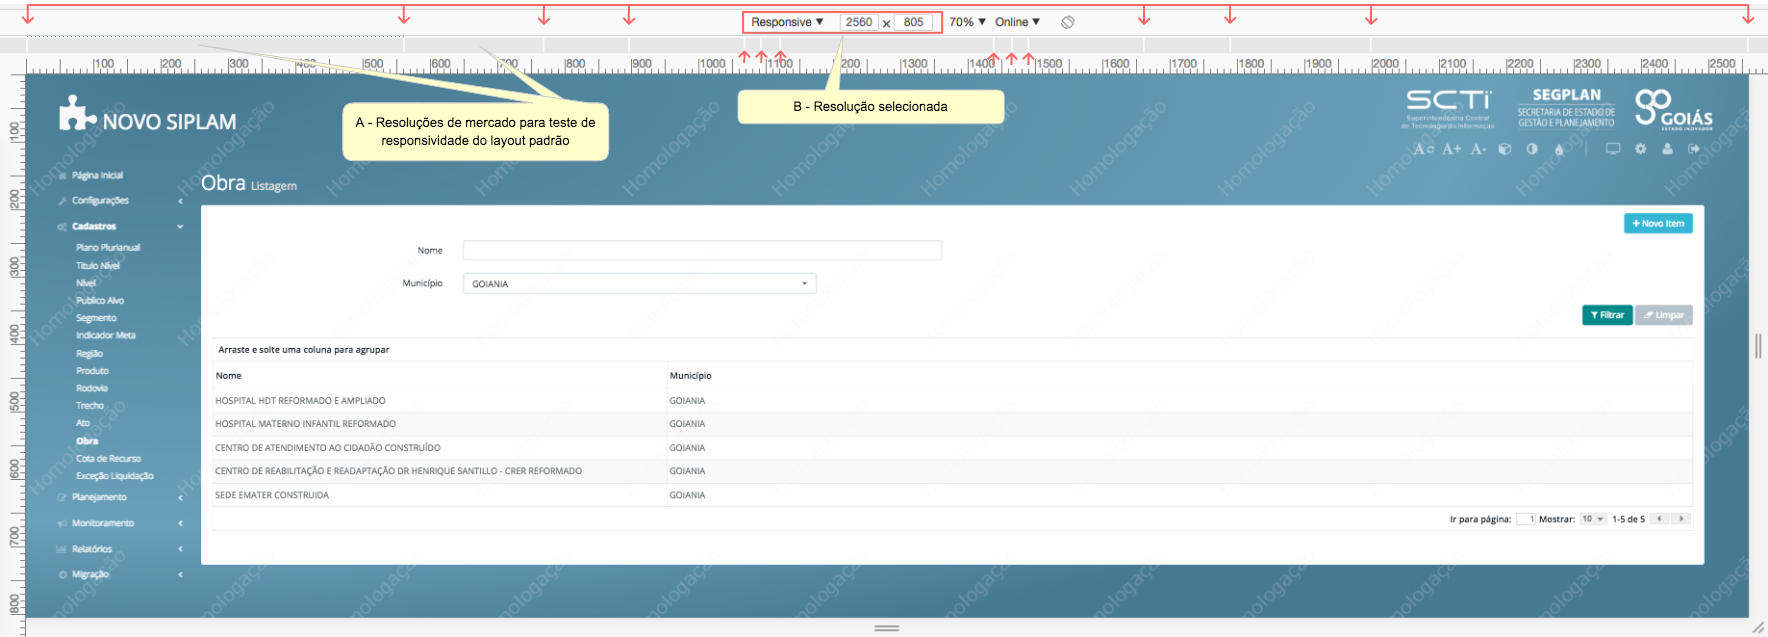 Responsive ▼ 2560 x 805 70% ▼ Online ▼
100 200 300 400 500 600 700 800 900 1000 1100 1200 1300 1400 1500 1600 1700 1800 1900 2000 2100 2200 2300 2400 2500
A - Resoluções de mercado para teste de
responsividade do layout padrão
B - Resolução selecionada
NOVO SIPLAM
SCTi
Superintendência Central
de Tecnologia da Informação
SEGPLAN
SECRETARIA DE ESTADO DE
GESTÃO E PLANEJAMENTO
GOIÁS
ESTADO INOVADOR
A A+ A-
Obra Listagem
Página Inicial
Configurações
Cadastros
Plano Plurianual
Título Nível
Nível
Publico Alvo
Segmento
Indicador Meta
Região
Produto
Rodovia
Trecho
Ato
Obra
Cota de Recurso
Exceção Liquidação
Planejamento
Monitoramento
Relatórios
Migração
+ Novo Item
Nome
Município GOIANIA
Filtrar Limpar
Arraste e solte uma coluna para agrupar
Nome Município
HOSPITAL HDT REFORMADO E AMPLIADO GOIANIA
HOSPITAL MATERNO INFANTIL REFORMADO GOIANIA
CENTRO DE ATENDIMENTO AO CIDADÃO CONSTRUÍDO GOIANIA
CENTRO DE REABILITAÇÃO E READAPTAÇÃO DR HENRIQUE SANTILLO - CRER REFORMADO GOIANIA
SEDE EMATER CONSTRUIDA GOIANIA
Ir para página: 1 Mostrar: 10 1-5 de 5
100
200
300
400
500
600
700
800
Homologação